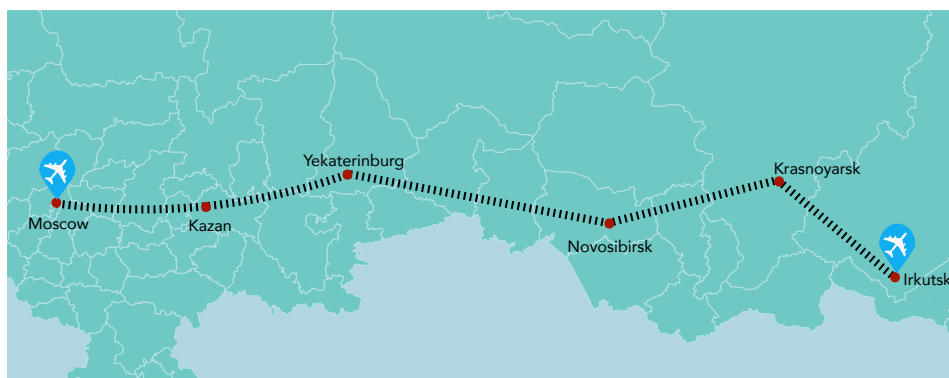 Yekaterinburg
Krasnoyarsk
Moscow
Kazan
Novosibirsk
Irkutsk